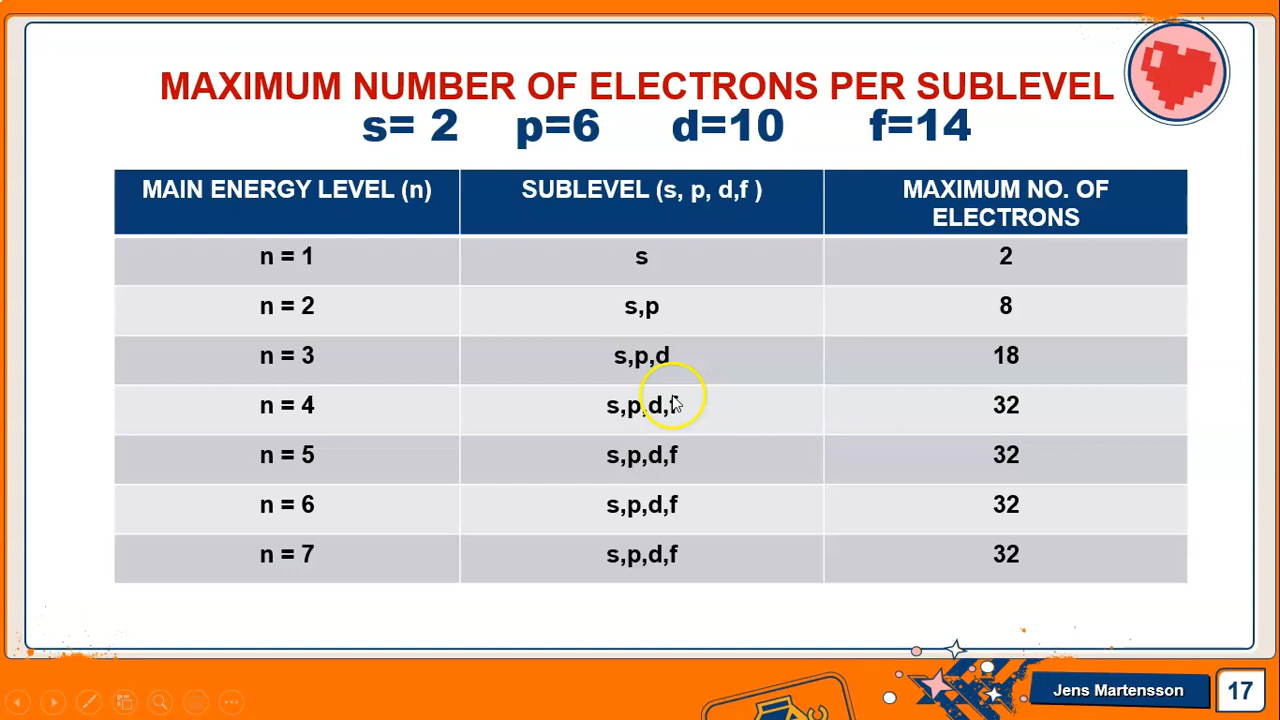 MAXIMUM NUMBER OF ELECTRONS PER SUBLEVEL
s= 2 p=6 d=10 f=14
MAIN ENERGY LEVEL (n) SUBLEVEL (s, p, d,f ) MAXIMUM NO. OF ELECTRONS
n = 1 s 2
n = 2 s,p 8
n = 3 s,p,d 18
n = 4 s,p,d,f 32
n = 5 s,p,d,f 32
n = 6 s,p,d,f 32
n = 7 s,p,d,f 32
Jens Martensson 17